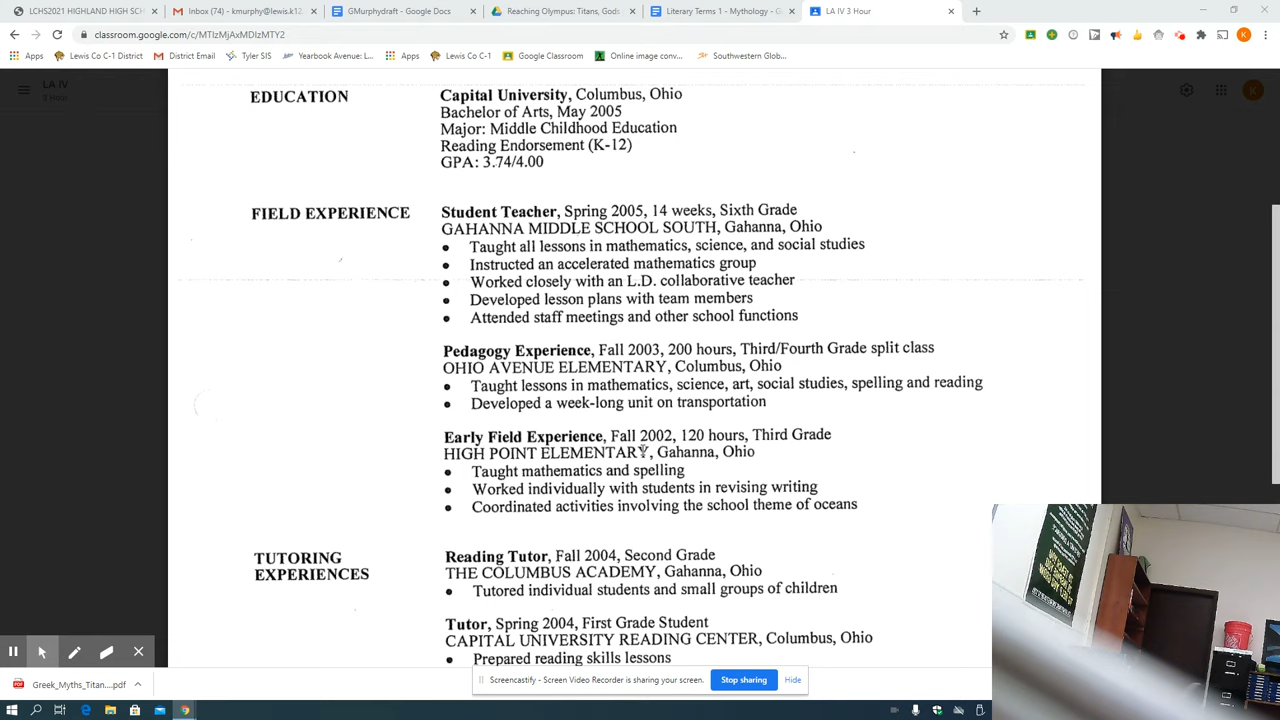 LCHS2021 HIGHLAND HIGH SC
Inbox (74) - kmurphy@lewis.k12
GMurphydraft - Google Docs
Reaching Olympus: Titans, Gods
Literary Terms 1 - Mythology - G
LA IV 3 Hour
classroom.google.com/c/MTIzMjAxMDIzMTY2
Apps
Lewis Co C-1 District
District Email
Tyler SIS
Yearbook Avenue: L...
Apps
Lewis Co C-1
Google Classroom
Online image conv...
Southwestern Glob...
LA IV
3 Hour
K
EDUCATION
Capital University, Columbus, Ohio
Bachelor of Arts, May 2005
Major: Middle Childhood Education
Reading Endorsement (K-12)
GPA: 3.74/4.00
FIELD EXPERIENCE
Student Teacher, Spring 2005, 14 weeks, Sixth Grade
GAHANNA MIDDLE SCHOOL SOUTH, Gahanna, Ohio
• Taught all lessons in mathematics, science, and social studies
• Instructed an accelerated mathematics group
• Worked closely with an L.D. collaborative teacher
• Developed lesson plans with team members
• Attended staff meetings and other school functions
Pedagogy Experience, Fall 2003, 200 hours, Third/Fourth Grade split class
OHIO AVENUE ELEMENTARY, Columbus, Ohio
• Taught lessons in mathematics, science, art, social studies, spelling and reading
• Developed a week-long unit on transportation
Early Field Experience, Fall 2002, 120 hours, Third Grade
HIGH POINT ELEMENTARY, Gahanna, Ohio
• Taught mathematics and spelling
• Worked individually with students in revising writing
• Coordinated activities involving the school theme of oceans
TUTORING
EXPERIENCES
Reading Tutor, Fall 2004, Second Grade
THE COLUMBUS ACADEMY, Gahanna, Ohio
• Tutored individual students and small groups of children
Tutor, Spring 2004, First Grade Student
CAPITAL UNIVERSITY READING CENTER, Columbus, Ohio
• Prepared reading skills lessons
Screencastify - Screen Video Recorder is sharing your screen.
Stop sharing
Hide
Greek_Myths_Titan....pdf